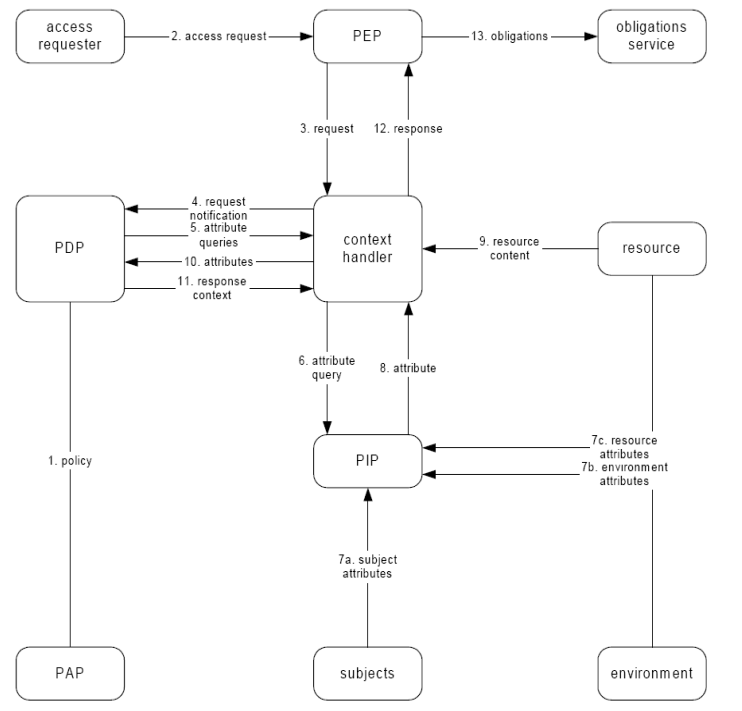 access
requester
2. access request
PEP
13. obligations
obligations
service
3. request
12. response
4. request
notification
5. attribute
queries
PDP
10. attributes
11. response
context
context
handler
9. resource
content
resource
6. attribute
query
8. attribute
1. policy
PIP
7c. resource
attributes
7b. environment
attributes
7a. subject
attributes
PAP
subjects
environment